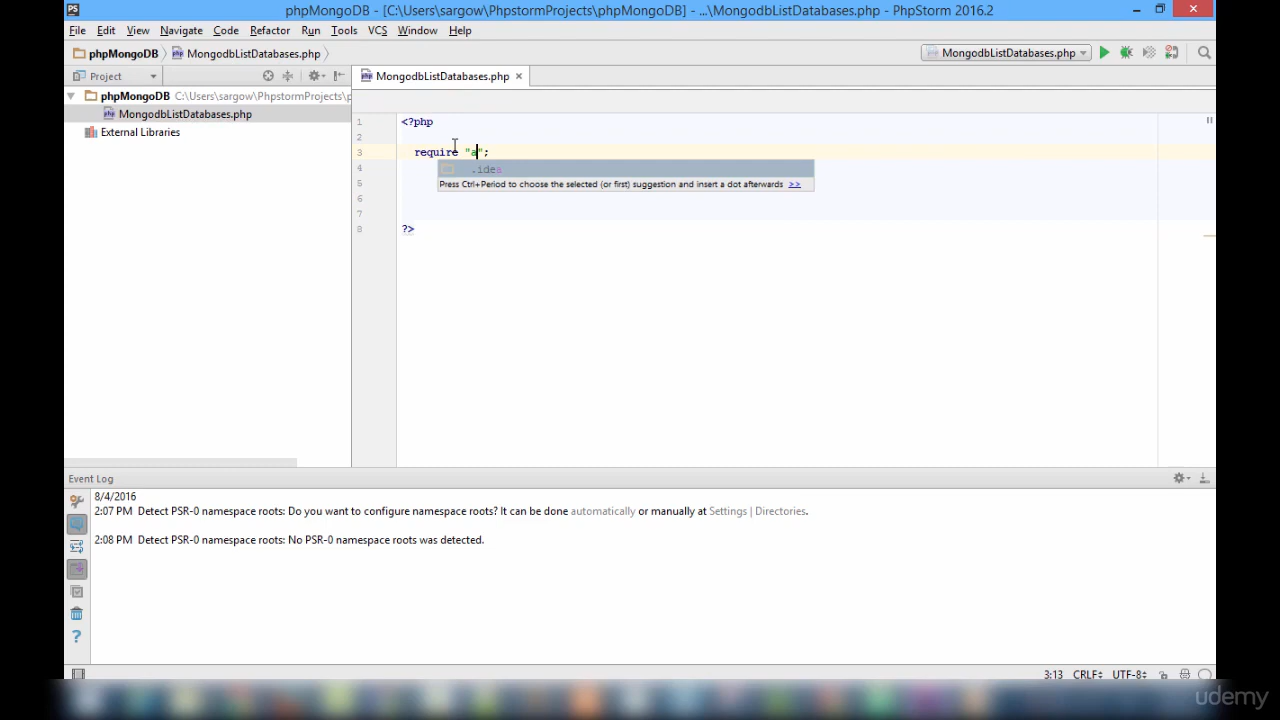 PS phpMongoDB - [C:\Users\sargow\PhpstormProjects\phpMongoDB] - ...\MongodbListDatabases.php - PhpStorm 2016.2
File Edit View Navigate Code Refactor Run Tools VCS Window Help
phpMongoDB MongodbListDatabases.php MongodbListDatabases.php
Project MongodbListDatabases.php
phpMongoDB C:\Users\sargow\PhpstormProjects\p
MongodbListDatabases.php
External Libraries
1 <?php
2
3 require "a";
4 .idea
5 Press Ctrl+Period to choose the selected (or first) suggestion and insert a dot afterwards >>
6
7
8 ?>
Event Log
8/4/2016
2:07 PM Detect PSR-0 namespace roots: Do you want to configure namespace roots? It can be done automatically or manually at Settings | Directories.
2:08 PM Detect PSR-0 namespace roots: No PSR-0 namespace roots was detected.
3:13 CRLF UTF-8
udemy